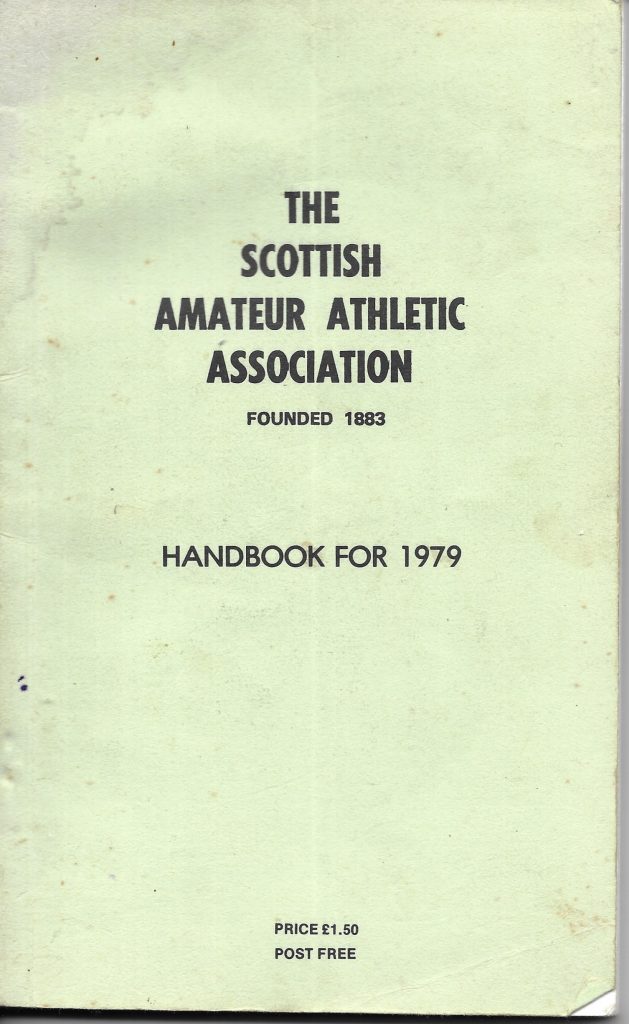 THE
SCOTTISH
AMATEUR ATHLETIC
ASSOCIATION
FOUNDED 1883
HANDBOOK FOR 1979
PRICE £1.50
POST FREE